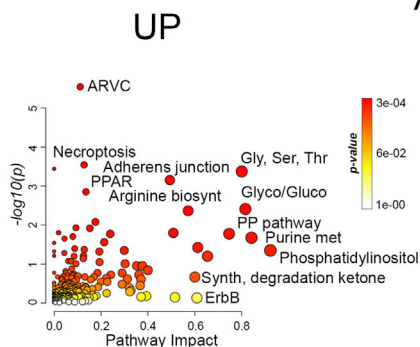 UP
ARVC
Necroptosis
Adherens junction
Gly, Ser, Thr
PPAR
Arginine biosynt
Glyco/Gluco
PP pathway
Purine met
Phosphatidylinositol
Synth, degradation ketone
ErbB
-log10(p)
5
4
3
2
1
0
0.0 0.2 0.4 0.6 0.8
Pathway Impact
p-value
3e-04
6e-02
1e-00